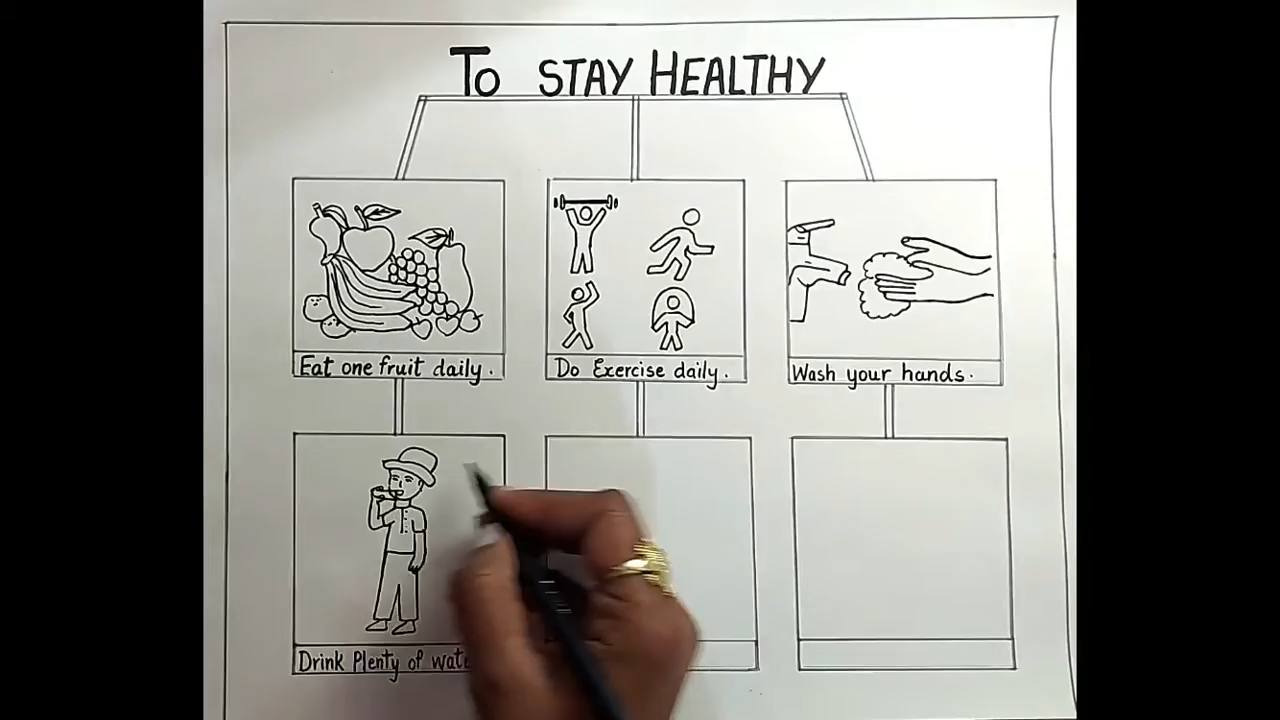 To STAY HEALTHY
Eat one fruit daily.
Do Exercise daily.
Wash your hands.
Drink Plenty of